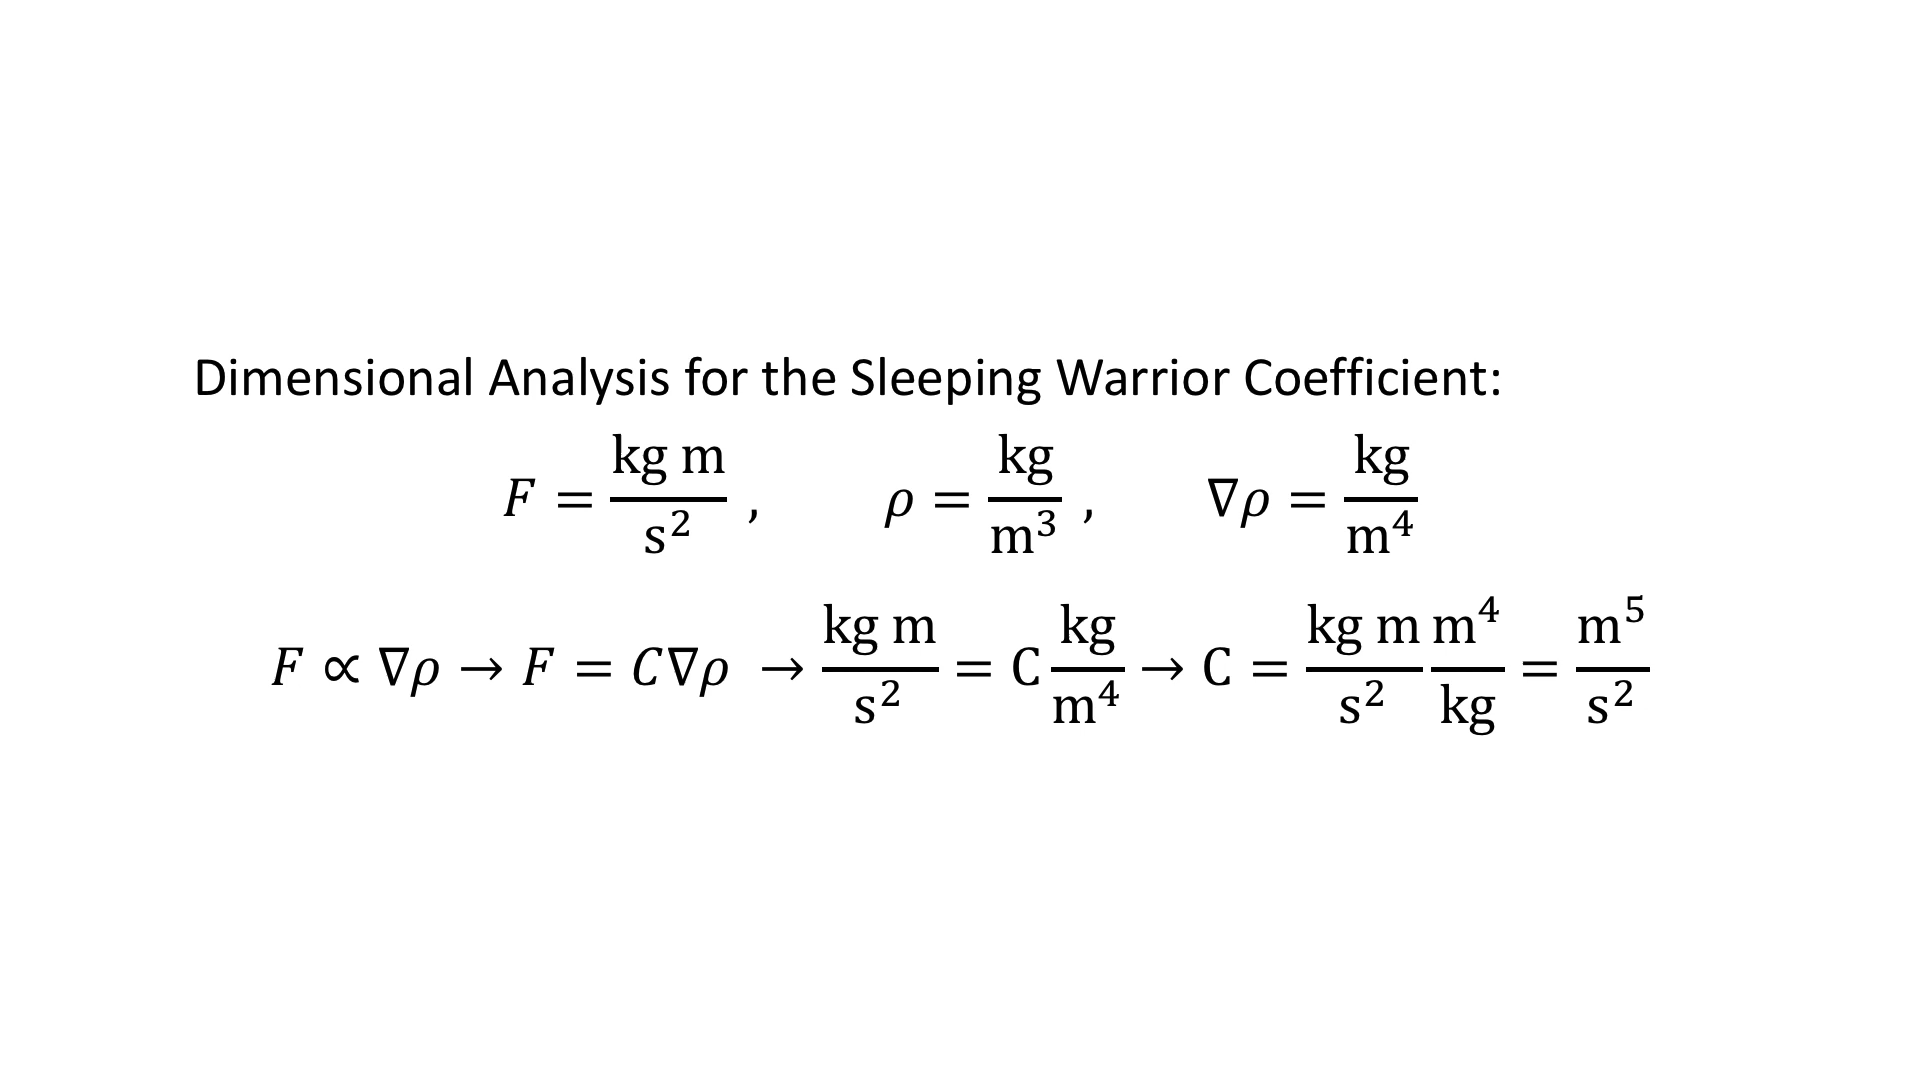 Dimensional Analysis for the Sleeping Warrior Coefficient:
𝐹 = kg m / s² , 𝜌 = kg / m³ , ∇𝜌 = kg / m⁴
𝐹 ∝ ∇𝜌 → 𝐹 = 𝐶∇𝜌 → kg m / s² = C kg / m⁴ → C = kg m / s² m⁴ / kg = m⁵ / s²